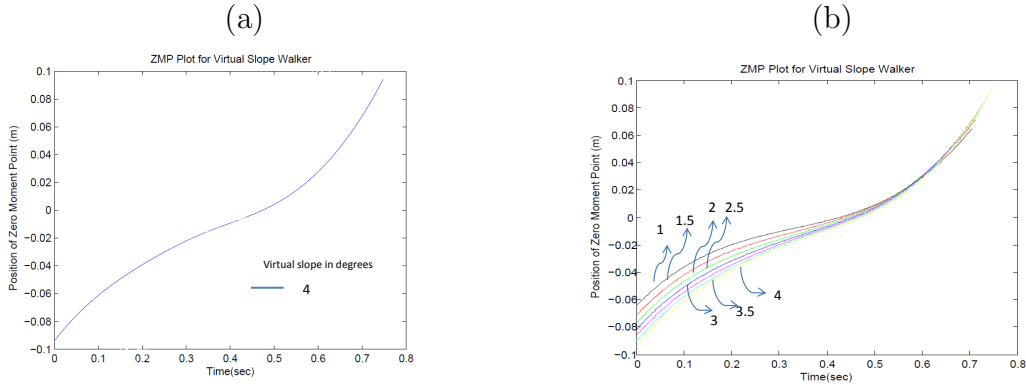 (a)
ZMP Plot for Virtual Slope Walker
Position of Zero Moment Point (m)
0.1
0.08
0.06
0.04
0.02
0
−0.02
−0.04
−0.06
−0.08
−0.1
Virtual slope in degrees
4
0 0.1 0.2 0.3 0.4 0.5 0.6 0.7 0.8
Time(sec)
(b)
ZMP Plot for Virtual Slope Walker
Position of Zero Moment Point (m)
0.1
0.08
0.06
0.04
0.02
0
−0.02
−0.04
−0.06
−0.08
−0.1
1 1.5 2 2.5
3 3.5 4
0 0.1 0.2 0.3 0.4 0.5 0.6 0.7 0.8
Time(sec)